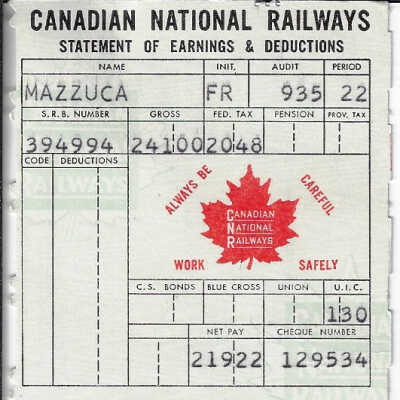 CANADIAN NATIONAL RAILWAYS
STATEMENT OF EARNINGS & DEDUCTIONS
NAME INIT. AUDIT PERIOD
MAZZUCA FR 935 22
S.R.B. NUMBER GROSS FED. TAX PENSION PROV. TAX
394994 24100 2048
CODE DEDUCTIONS
ALWAYS BE CAREFUL
CANADIAN
NATIONAL
RAILWAYS
WORK SAFELY
C.S. BONDS BLUE CROSS UNION U.I.C.
130
NET PAY CHEQUE NUMBER
21922 129534